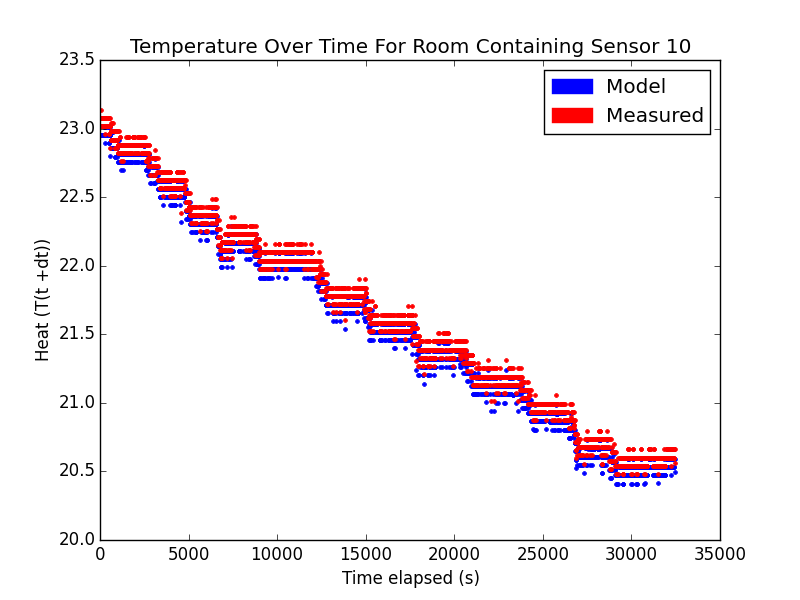 Temperature Over Time For Room Containing Sensor 10
Model
Measured
Heat (T(t +dt))
23.5
23.0
22.5
22.0
21.5
21.0
20.5
20.0
0 5000 10000 15000 20000 25000 30000 35000
Time elapsed (s)